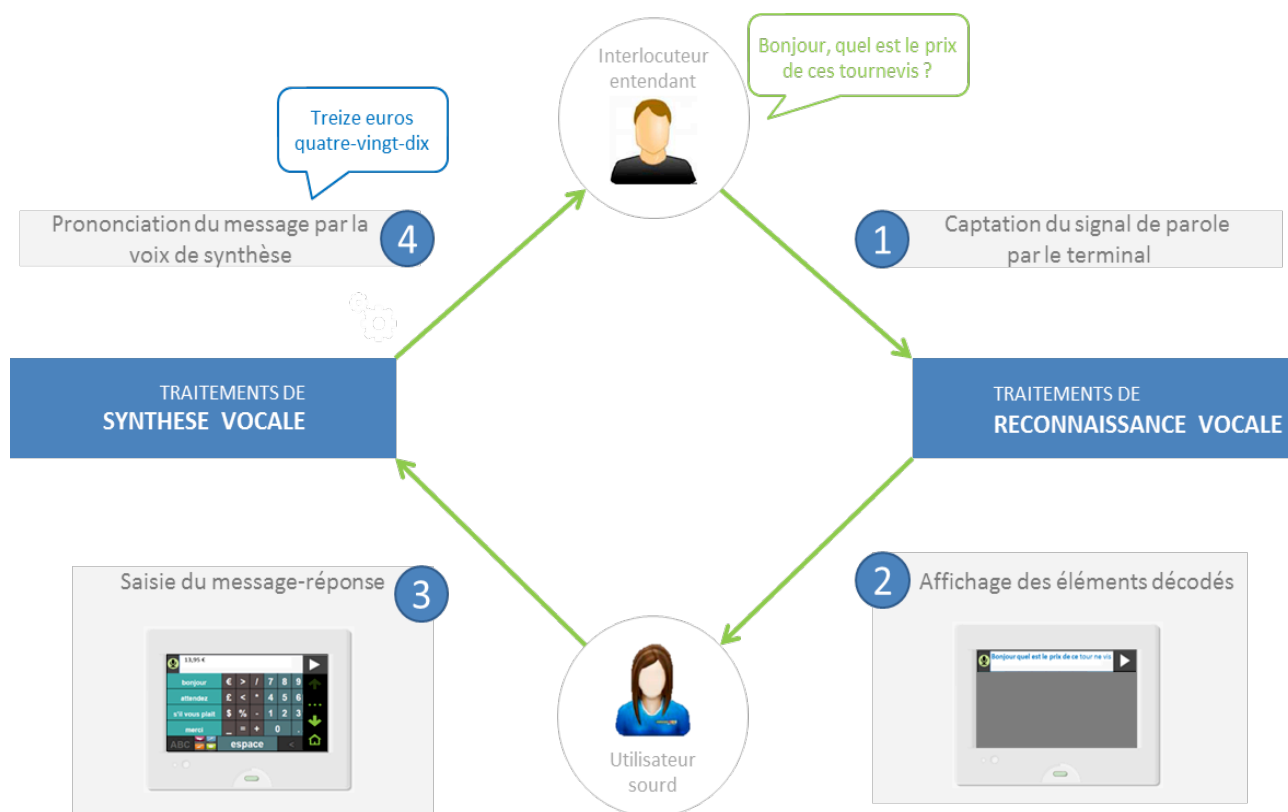 Interlocuteur
entendant
Bonjour, quel est le prix
de ces tournevis ?
Treize euros
quatre-vingt-dix
Prononciation du message par la
voix de synthèse
4
1
Captation du signal de parole
par le terminal
TRAITEMENTS DE
SYNTHESE VOCALE
TRAITEMENTS DE
RECONNAISSANCE VOCALE
Saisie du message-réponse
3
13,95 €
bonjour € > / 7 8 9
attendez £ < * 4 5 6
s'il vous plaît $ % - 1 2 3
merci _ = + 0 .
ABC espace <
2
Affichage des éléments décodés
Bonjour quel est le prix de ce tour ne vis
Utilisateur
sourd